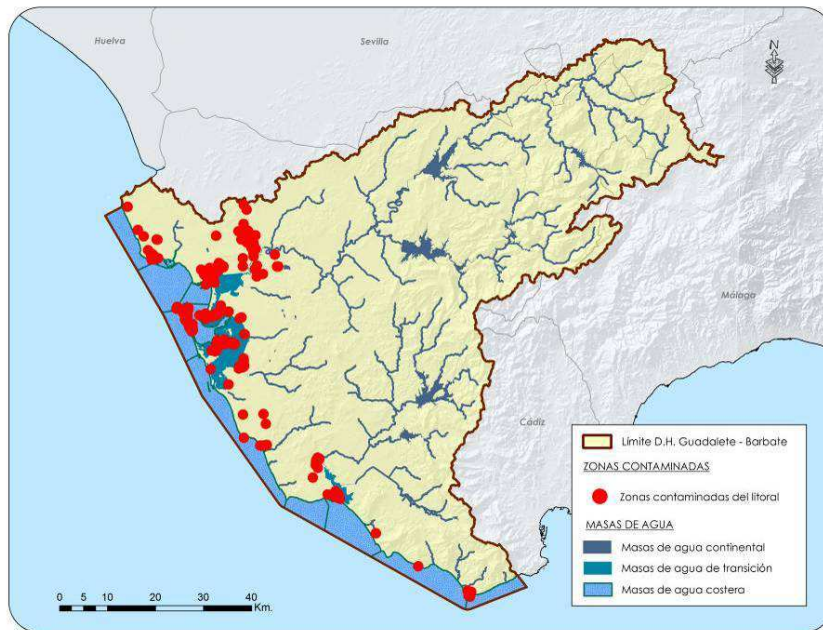 Huelva
Sevilla
N
Málaga
Cádiz
Límite D.H. Guadalete - Barbate
ZONAS CONTAMINADAS
Zonas contaminadas del litoral
MASAS DE AGUA
Masas de agua continental
Masas de agua de transición
Masas de agua costera
0 5 10 20 30 40
Km.